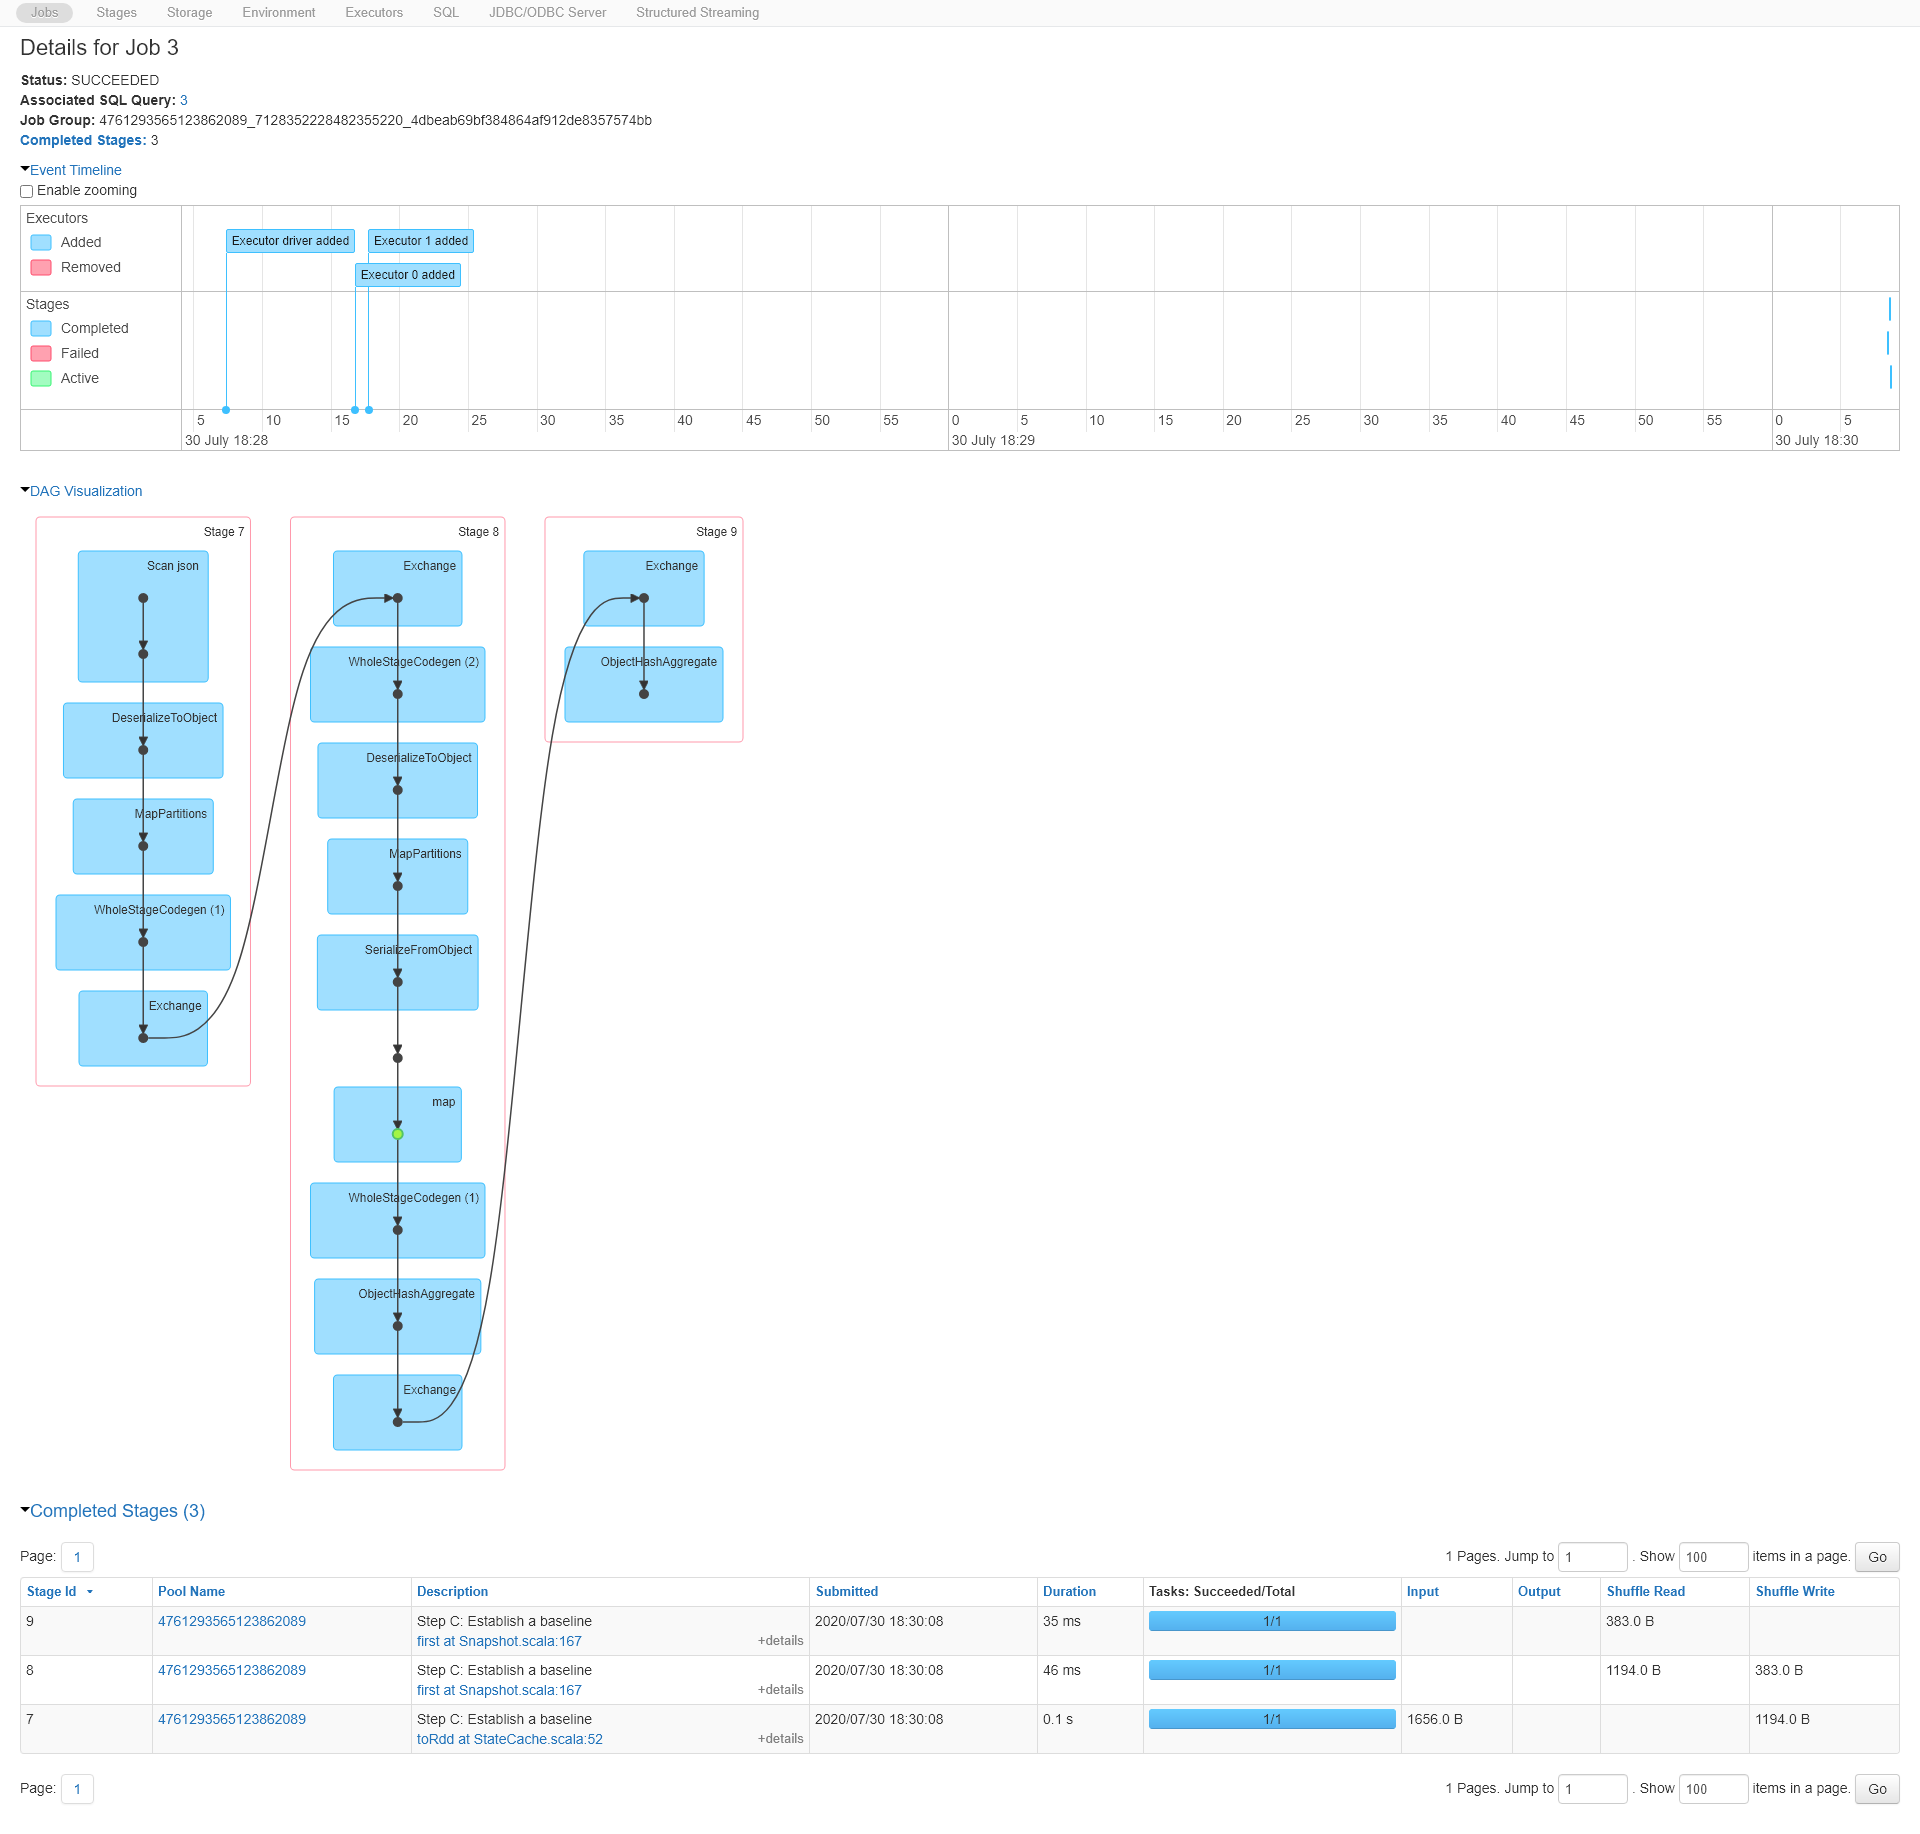 Jobs Stages Storage Environment Executors SQL JDBC/ODBC Server Structured Streaming
Details for Job 3
Status: SUCCEEDED
Associated SQL Query: 3
Job Group: 4761293565123862089_7128352228482355220_4dbeab69bf384864af912de8357574bb
Completed Stages: 3
Event Timeline
Enable zooming
Executors
Added
Removed
Executor driver added
Executor 1 added
Executor 0 added
Stages
Completed
Failed
Active
5 10 15 20 25 30 35 40 45 50 55 0 5 10 15 20 25 30 35 40 45 50 55 0 5
30 July 18:28 30 July 18:29 30 July 18:30
DAG Visualization
Stage 7
Scan json
DeserializeToObject
MapPartitions
WholeStageCodegen (1)
Exchange
Stage 8
Exchange
WholeStageCodegen (2)
DeserializeToObject
MapPartitions
SerializeFromObject
map
WholeStageCodegen (1)
ObjectHashAggregate
Exchange
Stage 9
Exchange
ObjectHashAggregate
Completed Stages (3)
Page: 1 1 Pages. Jump to 1 . Show 100 items in a page. Go
Stage Id Pool Name Description Submitted Duration Tasks: Succeeded/Total Input Output Shuffle Read Shuffle Write
9 4761293565123862089 Step C: Establish a baseline 2020/07/30 18:30:08 35 ms 1/1 383.0 B
first at Snapshot.scala:167 +details
8 4761293565123862089 Step C: Establish a baseline 2020/07/30 18:30:08 46 ms 1/1 1194.0 B 383.0 B
first at Snapshot.scala:167 +details
7 4761293565123862089 Step C: Establish a baseline 2020/07/30 18:30:08 0.1 s 1/1 1656.0 B 1194.0 B
toRdd at StateCache.scala:52 +details
Page: 1 1 Pages. Jump to 1 . Show 100 items in a page. Go